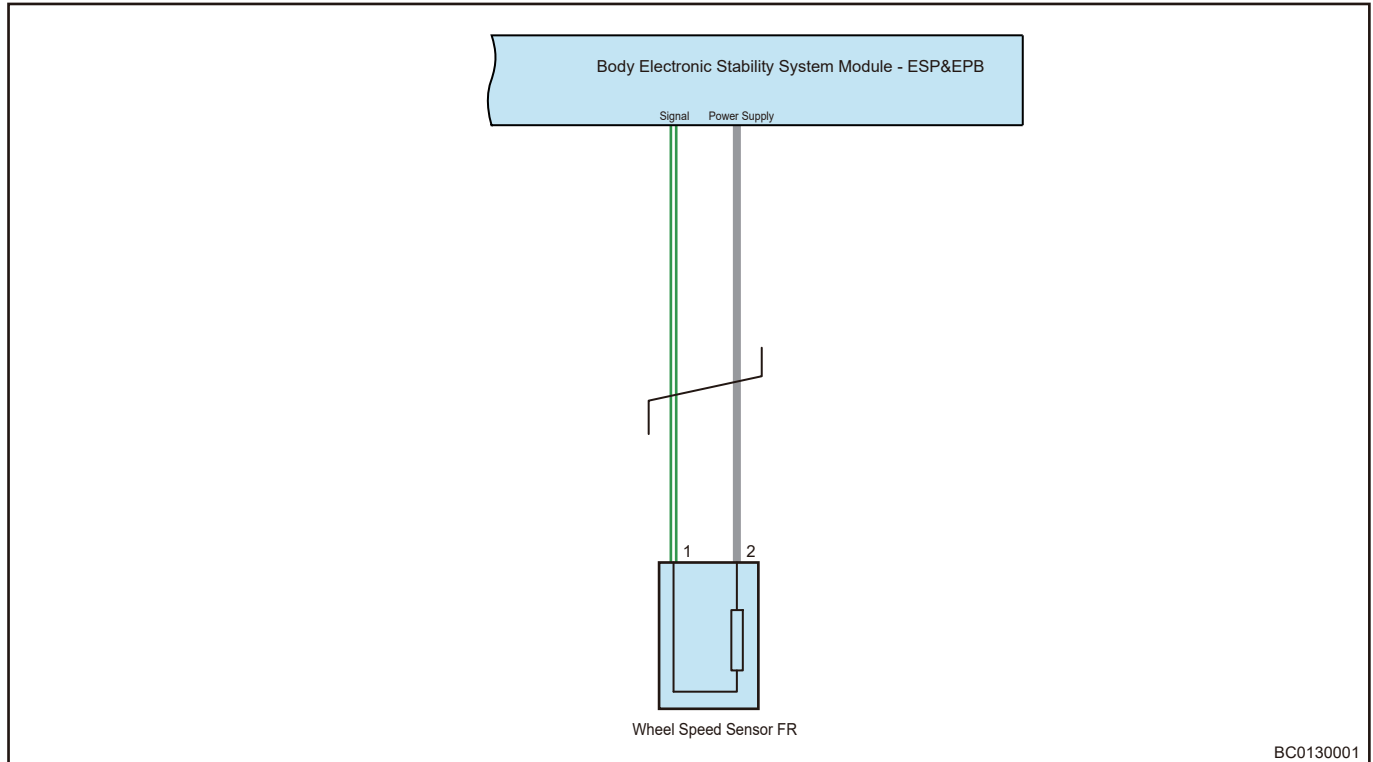 Body Electronic Stability System Module - ESP&EPB
Signal Power Supply
1 2
Wheel Speed Sensor FR
BC0130001